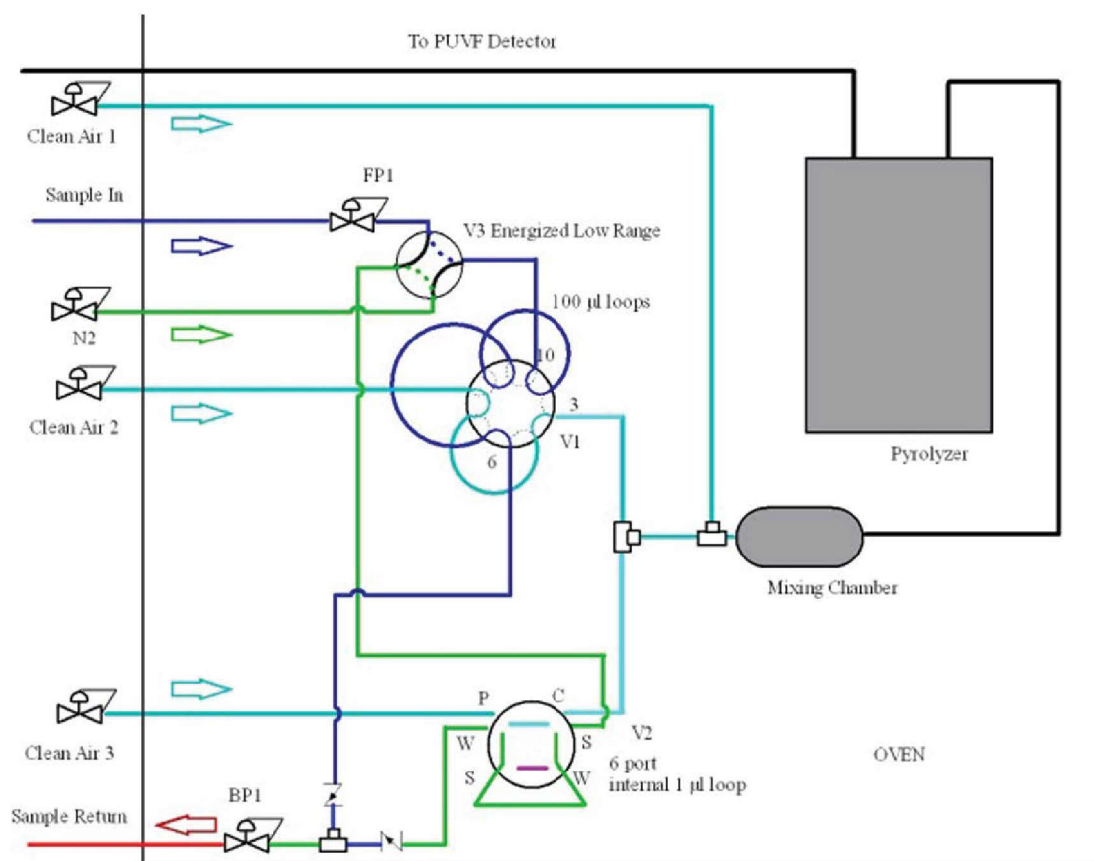 To PUVF Detector
Clean Air 1
Sample In
FP1
V3 Energized Low Range
N2
100 µl loops
10
Clean Air 2
3
V1
6
Pyrolyzer
Mixing Chamber
P
C
W
S
V2
Clean Air 3
S
W
6 port
internal 1 µl loop
OVEN
BP1
Sample Return